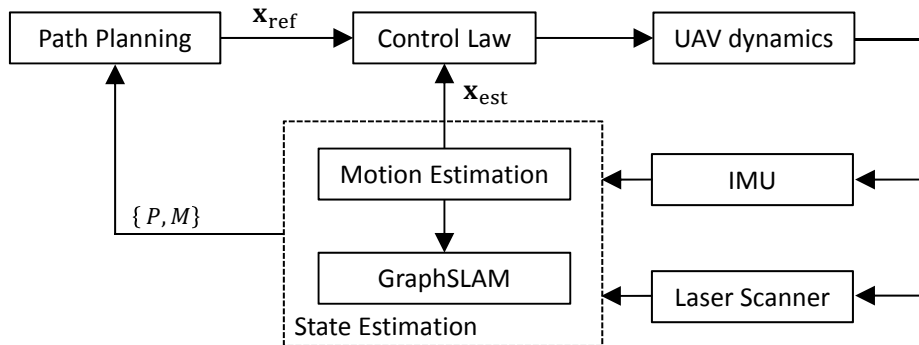 Path Planning
x_ref
Control Law
UAV dynamics
x_est
Motion Estimation
IMU
{ P, M}
GraphSLAM
Laser Scanner
State Estimation